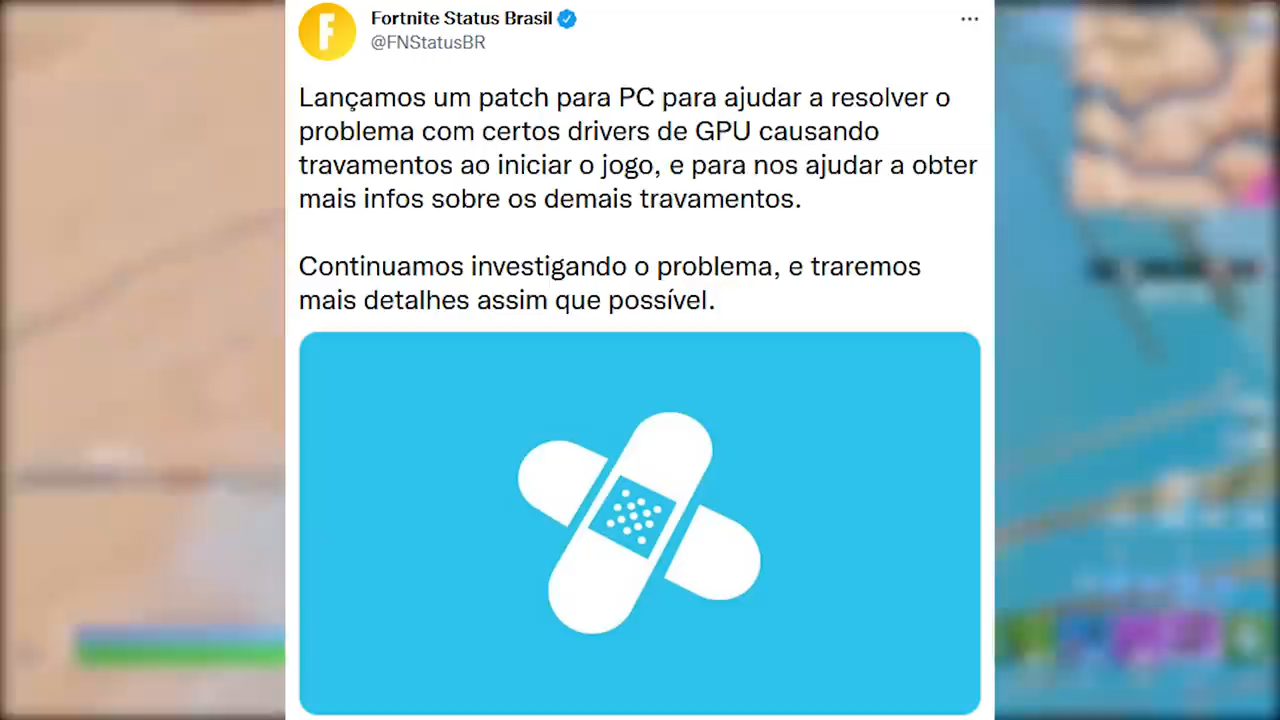 Fortnite Status Brasil
@FNStatusBR
Lançamos um patch para PC para ajudar a resolver o
problema com certos drivers de GPU causando
travamentos ao iniciar o jogo, e para nos ajudar a obter
mais infos sobre os demais travamentos.
Continuamos investigando o problema, e traremos
mais detalhes assim que possível.